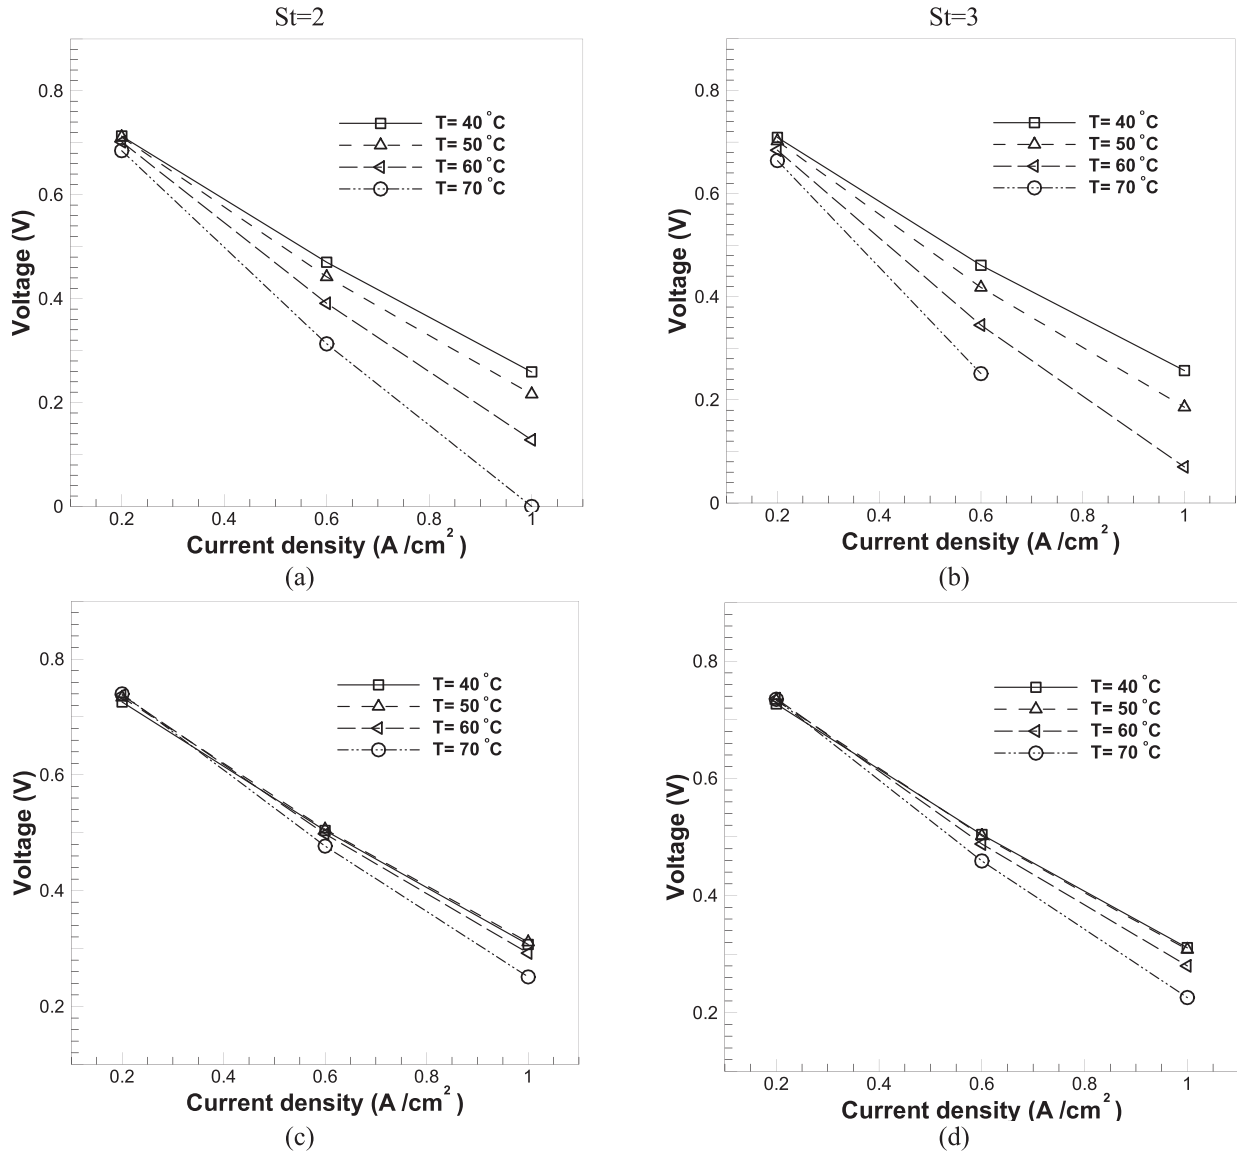 St=2
St=3
0.8
0.6
0.4
0.2
0
Voltage (V)
T= 40 °C
T= 50 °C
T= 60 °C
T= 70 °C
0.2 0.4 0.6 0.8 1
Current density (A /cm²)
(a)
0.8
0.6
0.4
0.2
0
Voltage (V)
T= 40 °C
T= 50 °C
T= 60 °C
T= 70 °C
0.2 0.4 0.6 0.8 1
Current density (A /cm²)
(b)
0.8
0.6
0.4
0.2
Voltage (V)
T= 40 °C
T= 50 °C
T= 60 °C
T= 70 °C
0.2 0.4 0.6 0.8 1
Current density (A /cm²)
(c)
0.8
0.6
0.4
0.2
Voltage (V)
T= 40 °C
T= 50 °C
T= 60 °C
T= 70 °C
0.2 0.4 0.6 0.8 1
Current density (A /cm²)
(d)